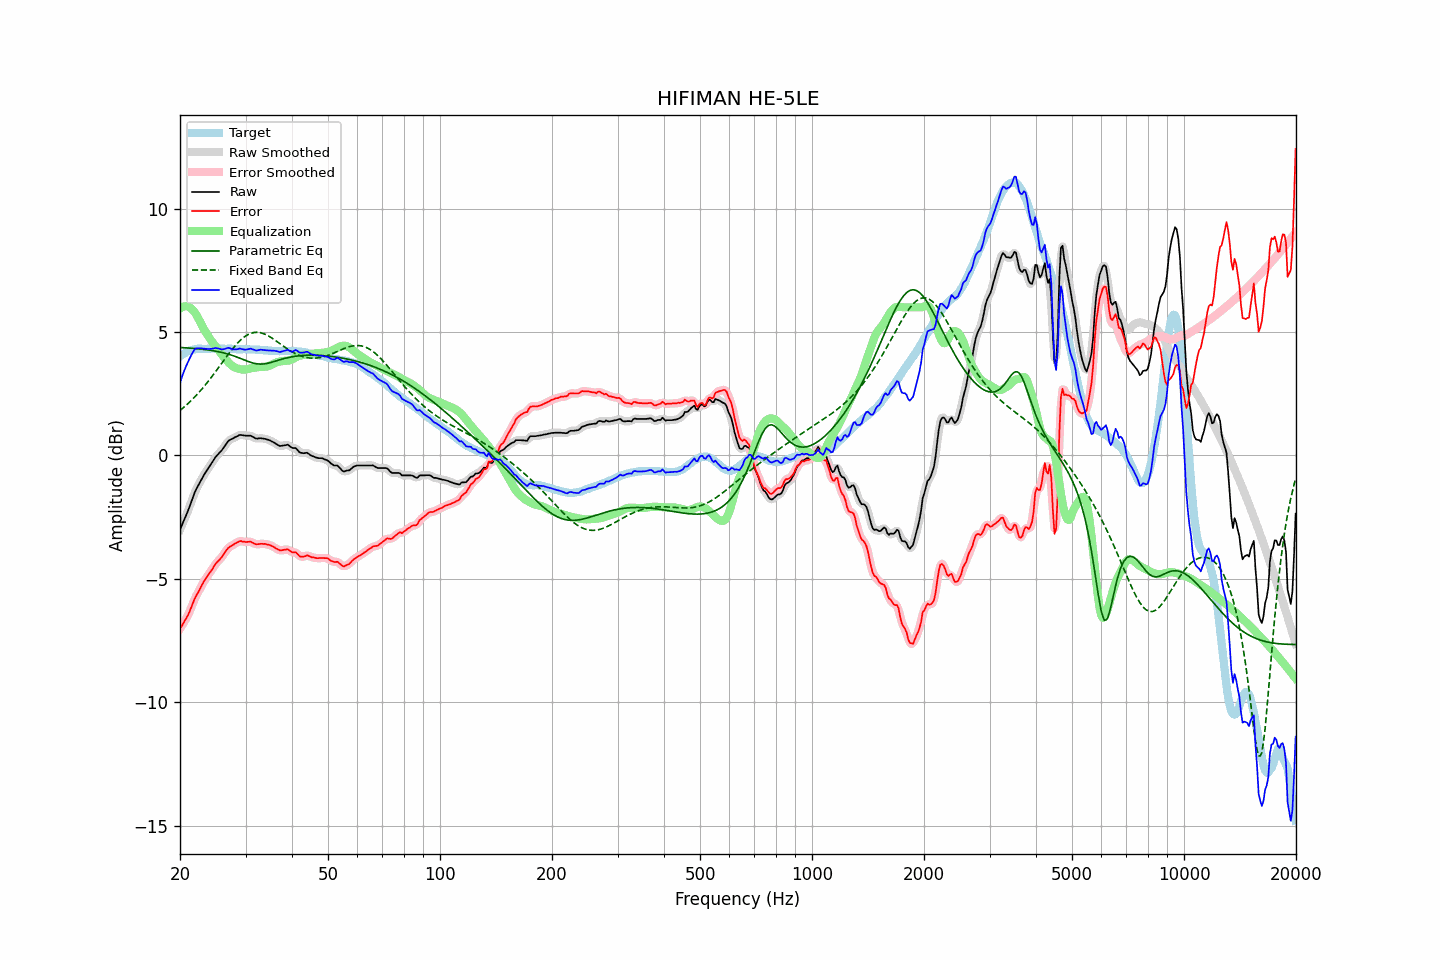 HIFIMAN HE-5LE
Target
Raw Smoothed
Error Smoothed
Raw
Error
Equalization
Parametric Eq
Fixed Band Eq
Equalized
10
5
0
−5
−10
−15
Amplitude (dBr)
20 50 100 200 500 1000 2000 5000 10000 20000
Frequency (Hz)